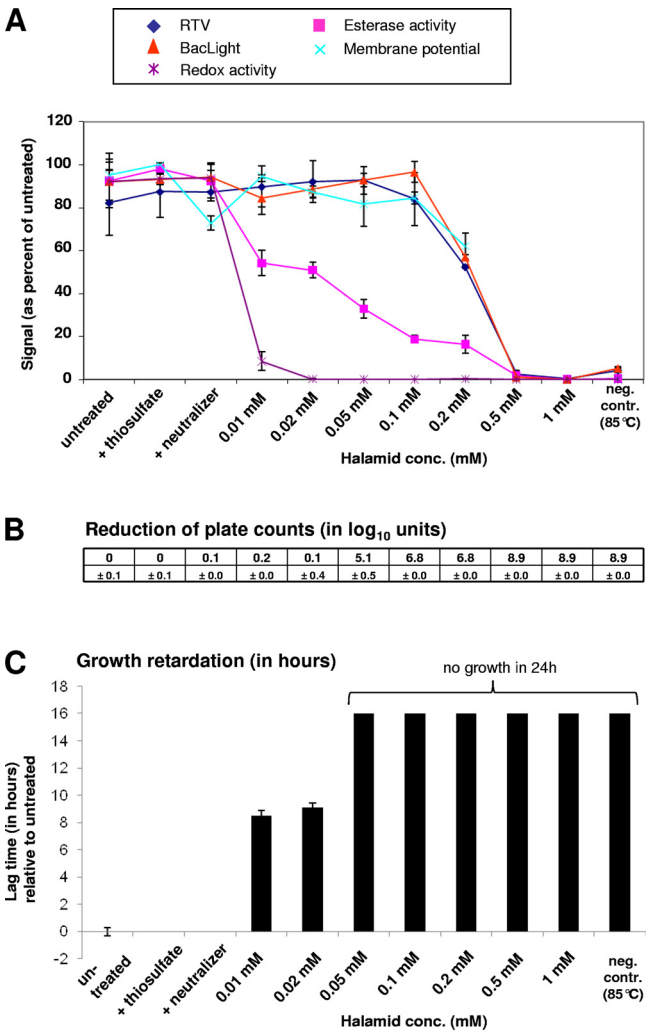 A
RTV
Esterase activity
BacLight
Membrane potential
Redox activity
Signal (as percent of untreated)
120
100
80
60
40
20
0
untreated
+ thiosulfate
+ neutralizer
0.01 mM
0.02 mM
0.05 mM
0.1 mM
0.2 mM
0.5 mM
1 mM
neg.
contr.
(85°C)
Halamid conc. (mM)
B
Reduction of plate counts (in log10 units)
0 0 0.1 0.2 0.1 5.1 6.8 6.8 8.9 8.9 8.9
± 0.1 ± 0.1 ± 0.0 ± 0.0 ± 0.4 ± 0.5 ± 0.0 ± 0.0 ± 0.0 ± 0.0 ± 0.0
C
Growth retardation (in hours)
no growth in 24h
Lag time (in hours)
relative to untreated
18
16
14
12
10
8
6
4
2
0
-2
un-
treated
+ thiosulfate
+ neutralizer
0.01 mM
0.02 mM
0.05 mM
0.1 mM
0.2 mM
0.5 mM
1 mM
neg.
contr.
(85°C)
Halamid conc. (mM)